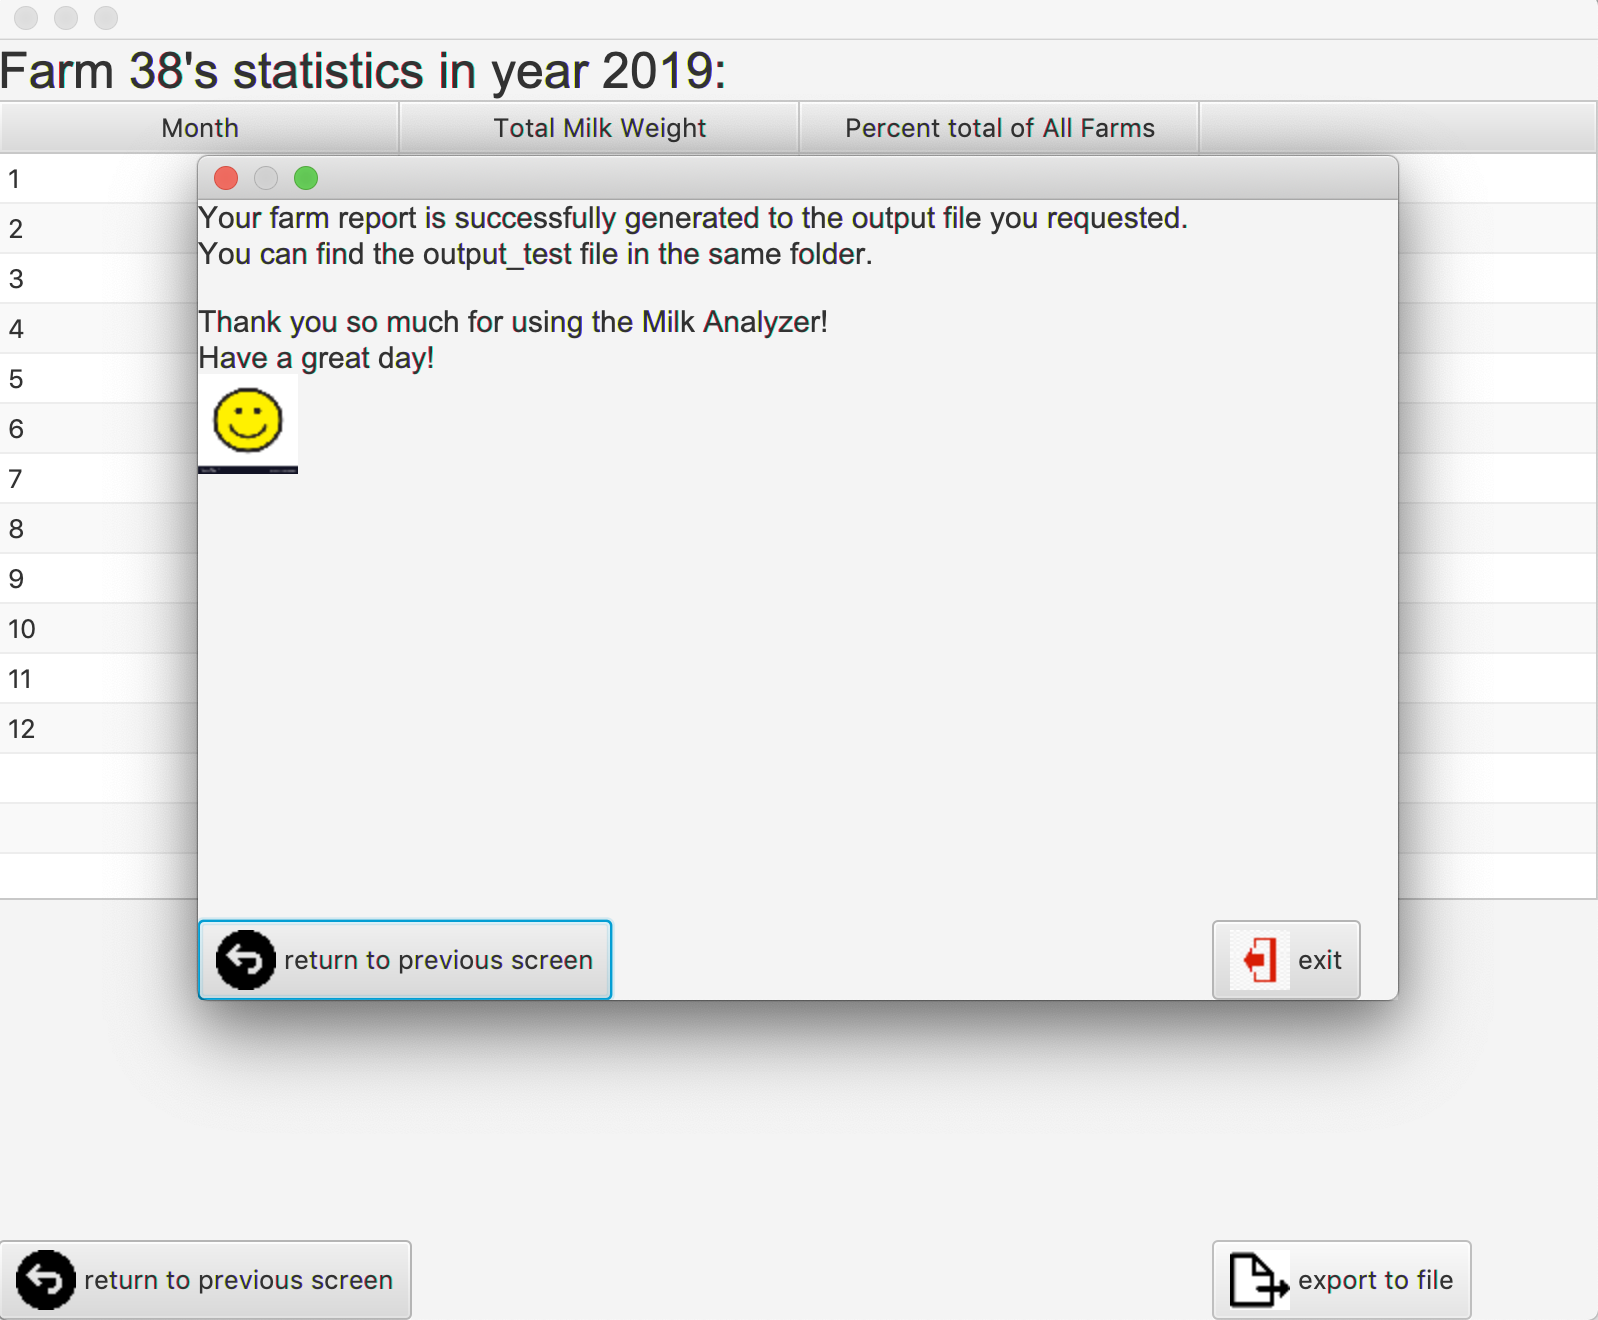 Farm 38's statistics in year 2019:
Month Total Milk Weight Percent total of All Farms
1
2
3
4
5
6
7
8
9
10
11
12
Your farm report is successfully generated to the output file you requested.
You can find the output_test file in the same folder.
Thank you so much for using the Milk Analyzer!
Have a great day!
return to previous screen exit
return to previous screen export to file